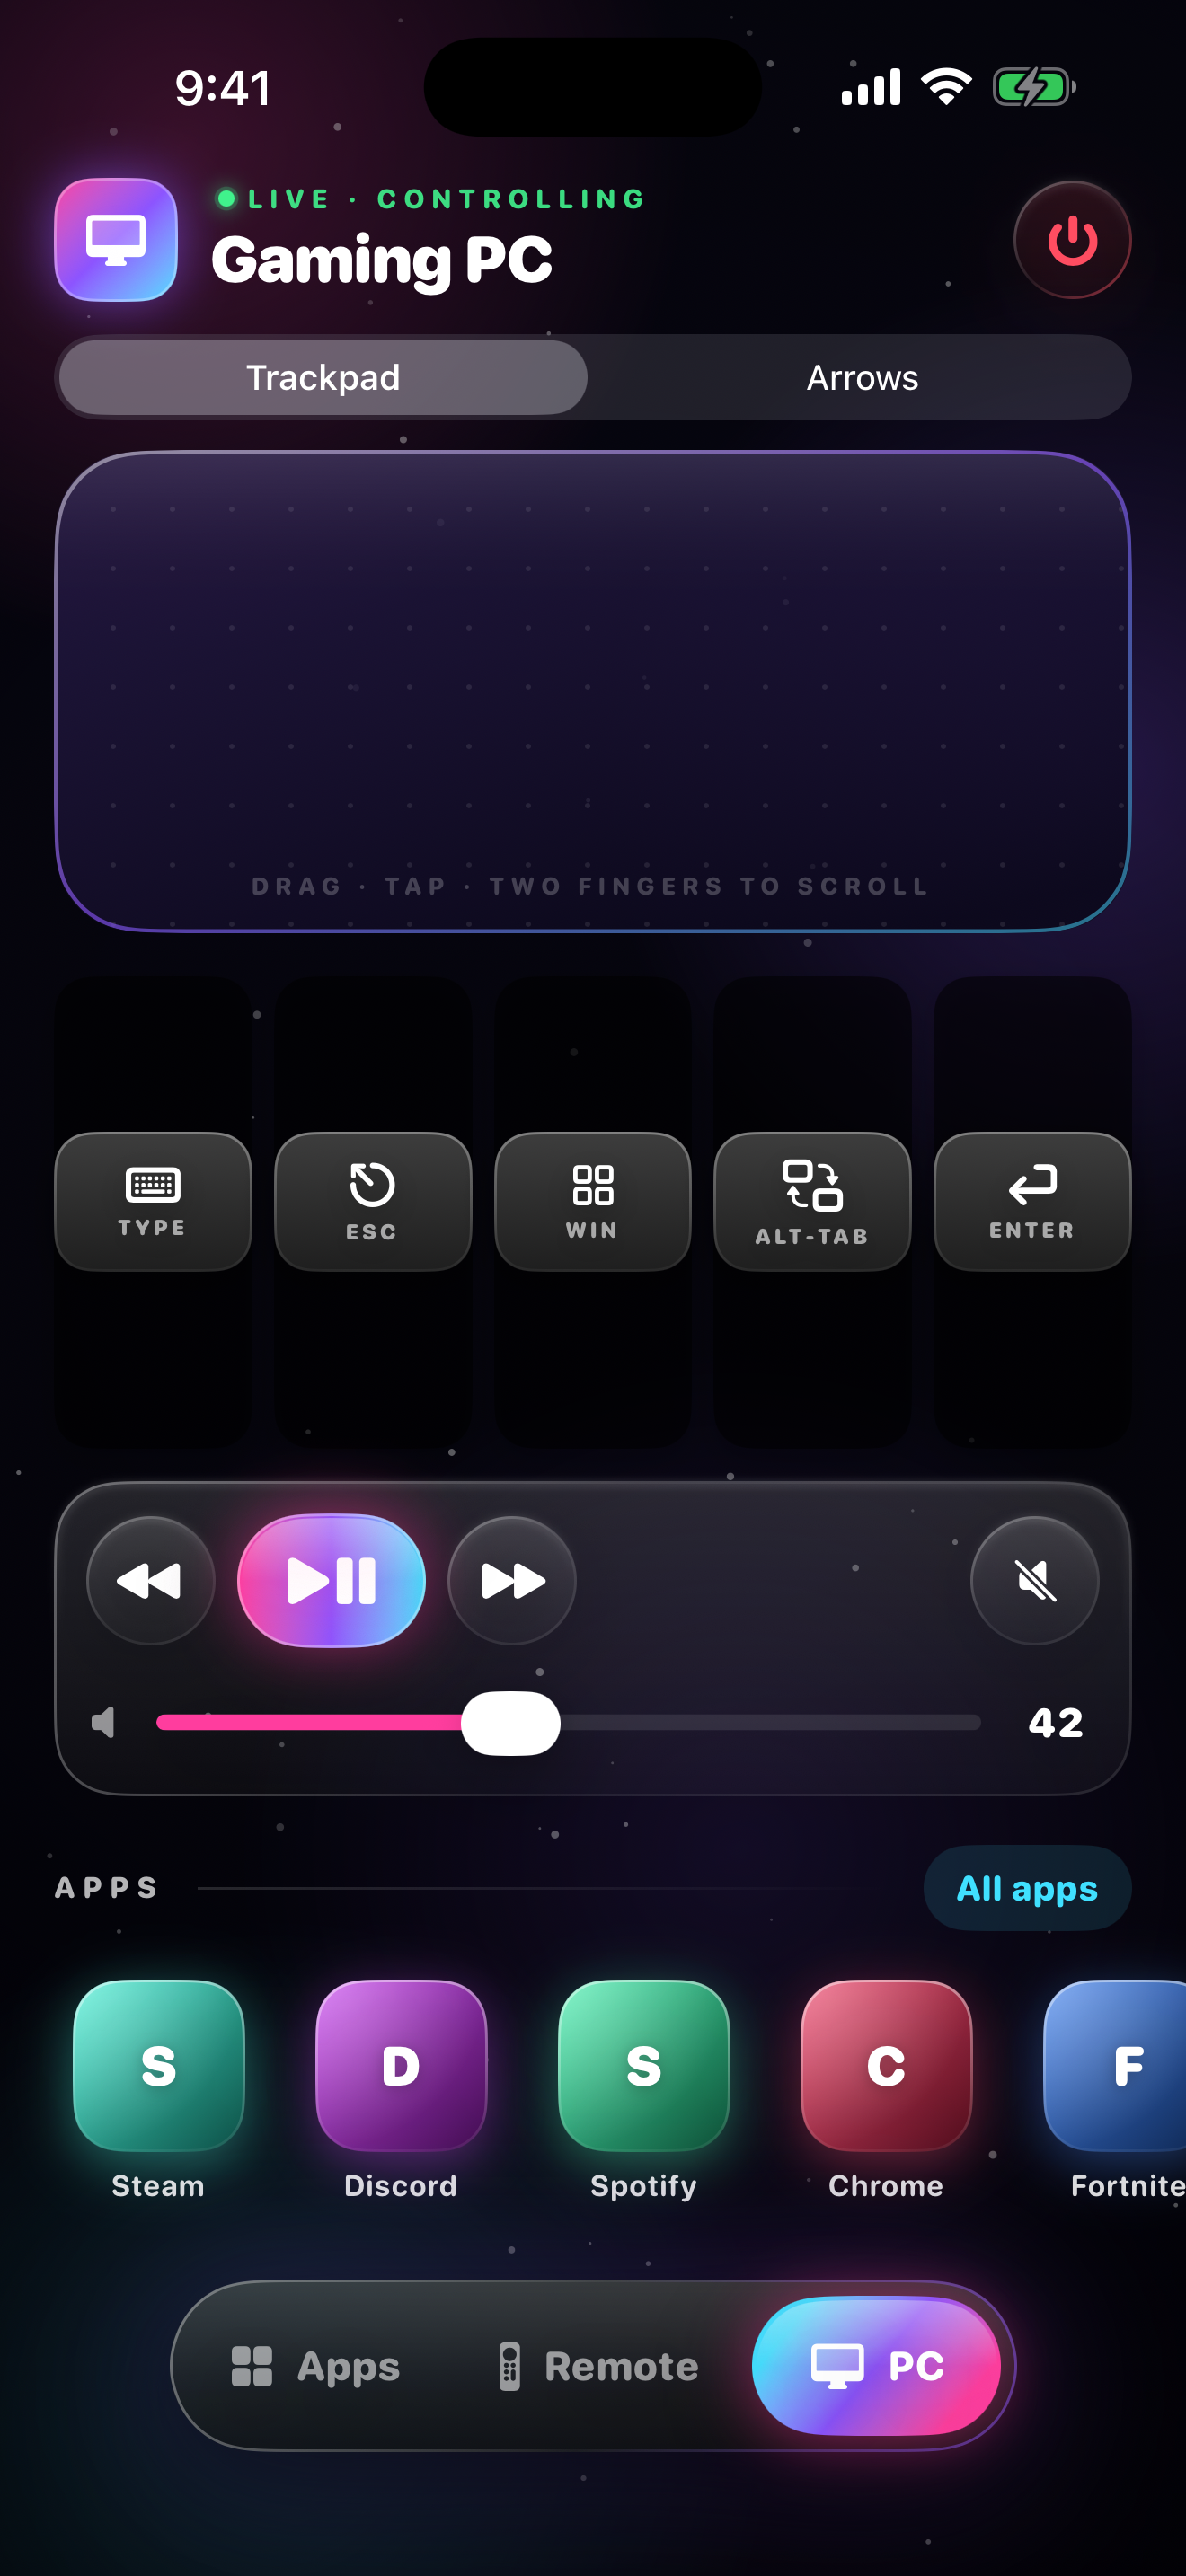 9:41
LIVE · CONTROLLING
Gaming PC
Trackpad Arrows
DRAG · TAP · TWO FINGERS TO SCROLL
TYPE ESC WIN ALT-TAB ENTER
42
APPS All apps
S D S C F
Steam Discord Spotify Chrome Fortnite
Apps Remote PC